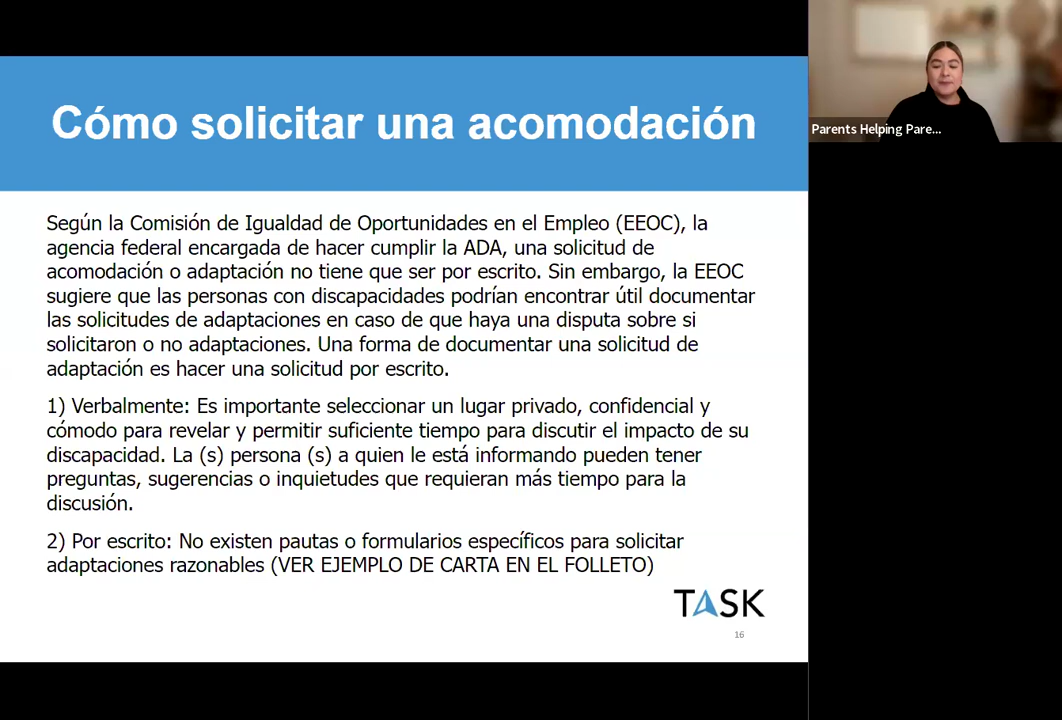 Cómo solicitar una acomodación
Según la Comisión de Igualdad de Oportunidades en el Empleo (EEOC), la
agencia federal encargada de hacer cumplir la ADA, una solicitud de
acomodación o adaptación no tiene que ser por escrito. Sin embargo, la EEOC
sugiere que las personas con discapacidades podrían encontrar útil documentar
las solicitudes de adaptaciones en caso de que haya una disputa sobre si
solicitaron o no adaptaciones. Una forma de documentar una solicitud de
adaptación es hacer una solicitud por escrito.
1) Verbalmente: Es importante seleccionar un lugar privado, confidencial y
cómodo para revelar y permitir suficiente tiempo para discutir el impacto de su
discapacidad. La (s) persona (s) a quien le está informando pueden tener
preguntas, sugerencias o inquietudes que requieran más tiempo para la
discusión.
2) Por escrito: No existen pautas o formularios específicos para solicitar
adaptaciones razonables (VER EJEMPLO DE CARTA EN EL FOLLETO)
TASK
16
Parents Helping Pare...